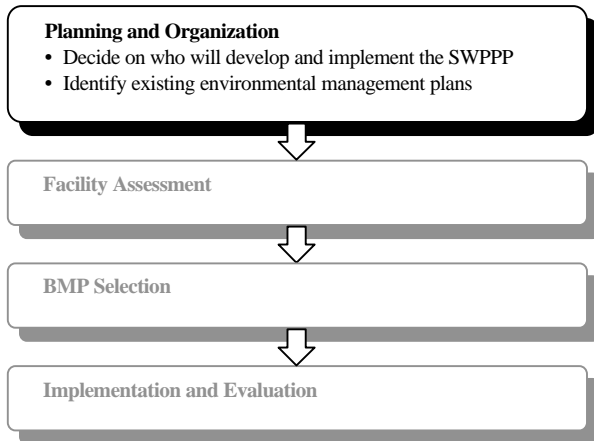 Planning and Organization
• Decide on who will develop and implement the SWPPP
• Identify existing environmental management plans
Facility Assessment
BMP Selection
Implementation and Evaluation